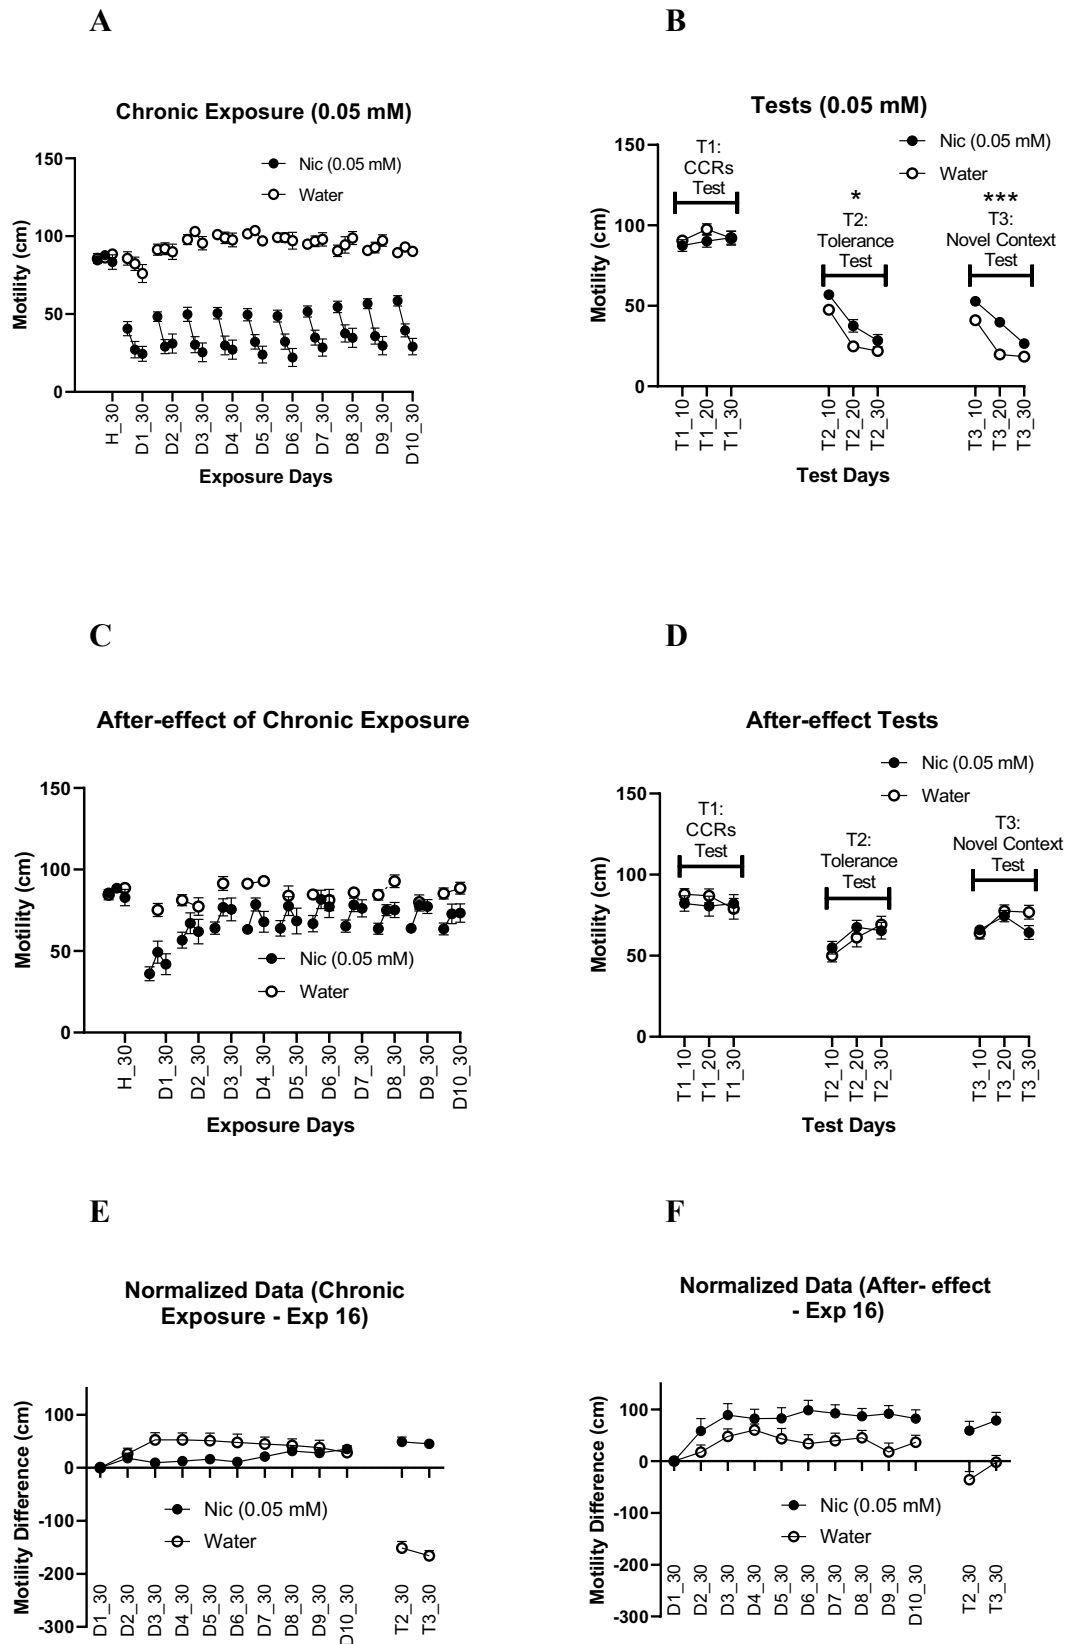 A
Chronic Exposure (0.05 mM)
Nic (0.05 mM)
Water
Motility (cm)
150
100
50
0
H_30
D1_30
D2_30
D3_30
D4_30
D5_30
D6_30
D7_30
D8_30
D9_30
D10_30
Exposure Days
B
Tests (0.05 mM)
Nic (0.05 mM)
Water
T1:
CCRs
Test
*
T2:
Tolerance
Test
***
T3:
Novel Context
Test
Motility (cm)
150
100
50
0
T1_10
T1_20
T1_30
T2_10
T2_20
T2_30
T3_10
T3_20
T3_30
Test Days
C
After-effect of Chronic Exposure
Motility (cm)
150
100
50
0
Nic (0.05 mM)
Water
H_30
D1_30
D2_30
D3_30
D4_30
D5_30
D6_30
D7_30
D8_30
D9_30
D10_30
Exposure Days
D
After-effect Tests
Nic (0.05 mM)
Water
T1:
CCRs
Test
T2:
Tolerance
Test
T3:
Novel Context
Test
Motility (cm)
150
100
50
0
T1_10
T1_20
T1_30
T2_10
T2_20
T2_30
T3_10
T3_20
T3_30
Test Days
E
Normalized Data (Chronic
Exposure - Exp 16)
Motility Difference (cm)
100
0
-100
-200
-300
Nic (0.05 mM)
Water
D1_30
D2_30
D3_30
D4_30
D5_30
D6_30
D7_30
D8_30
D9_30
D10_30
T2_30
T3_30
F
Normalized Data (After- effect
- Exp 16)
Motility Difference (cm)
100
0
-100
-200
-300
Nic (0.05 mM)
Water
D1_30
D2_30
D3_30
D4_30
D5_30
D6_30
D7_30
D8_30
D9_30
D10_30
T2_30
T3_30